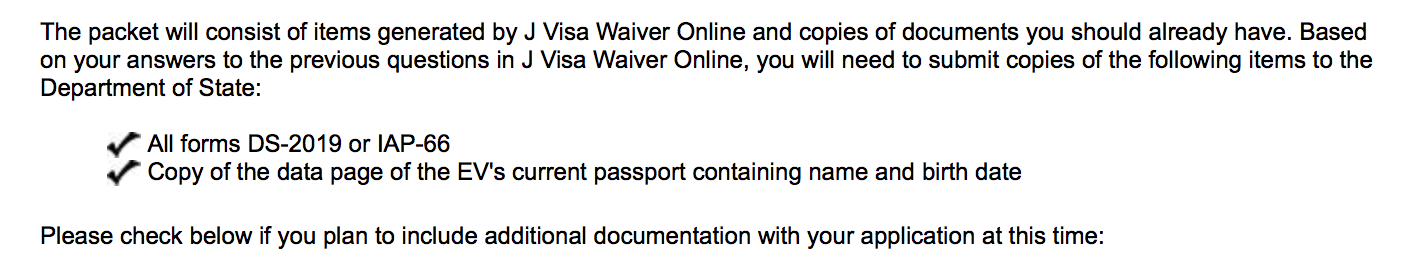 The packet will consist of items generated by J Visa Waiver Online and copies of documents you should already have. Based
on your answers to the previous questions in J Visa Waiver Online, you will need to submit copies of the following items to the
Department of State:
All forms DS-2019 or IAP-66
Copy of the data page of the EV's current passport containing name and birth date
Please check below if you plan to include additional documentation with your application at this time: